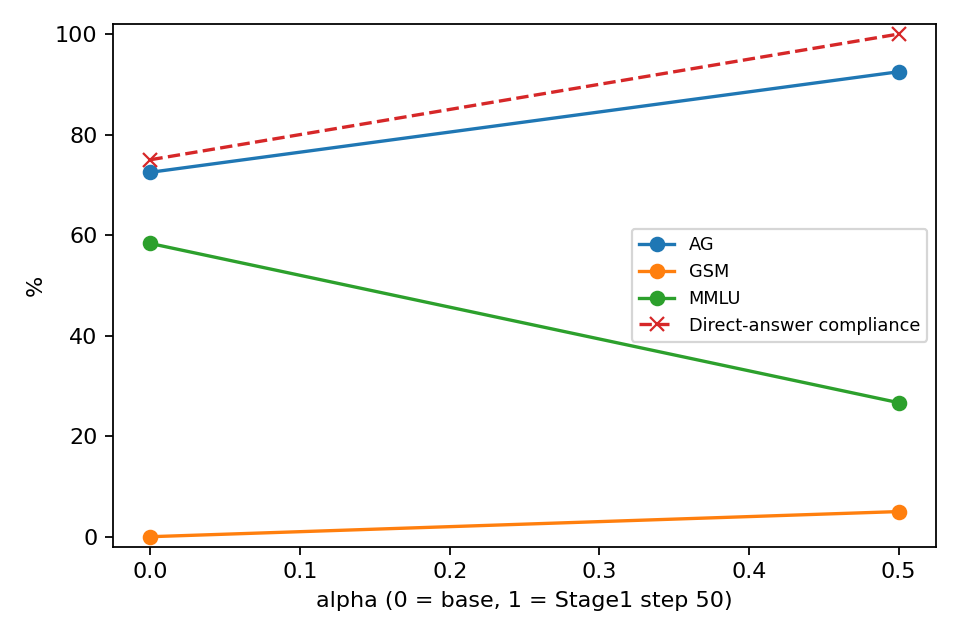 100
80
60
40
20
0
%
AG
GSM
MMLU
Direct-answer compliance
0.0 0.1 0.2 0.3 0.4 0.5
alpha (0 = base, 1 = Stage1 step 50)